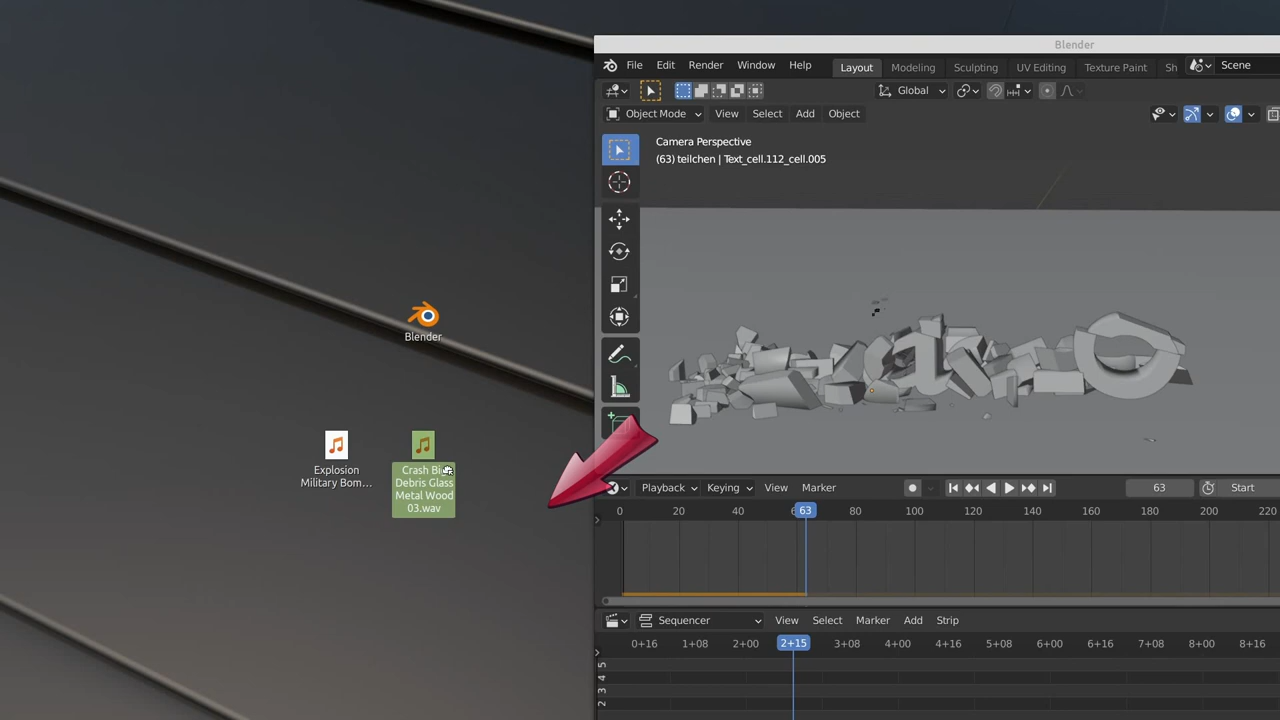 Blender
File Edit Render Window Help Layout Modeling Sculpting UV Editing Texture Paint Sh Scene
Global
Object Mode View Select Add Object
Camera Perspective
(63) teilchen | Text_cell.112_cell.005
Blender
Explosion
Military Bom...
Debris Glass
Metal Wood
03.wav
Playback Keying View Marker 63 Start
0 20 40 63 80 100 120 140 160 180 200 220
Sequencer View Select Marker Add Strip
0+16 1+08 2+00 2+15 3+08 4+00 4+16 5+08 6+00 6+16 7+08 8+00 8+16
5
4
3
2